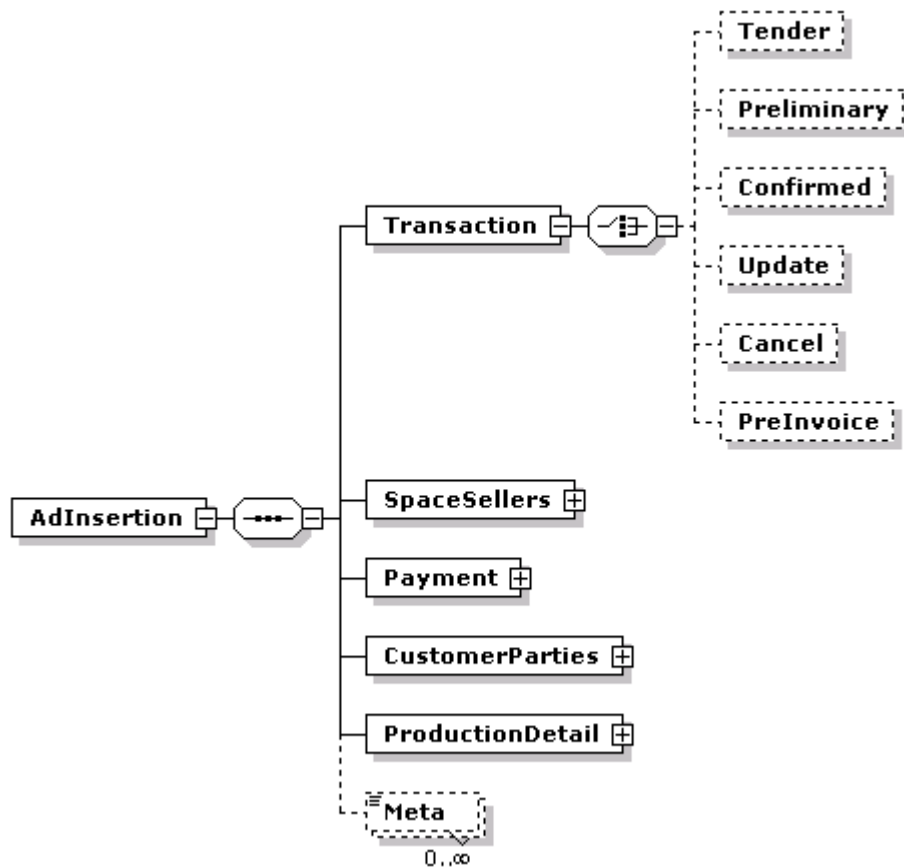 Tender
Preliminary
Confirmed
Transaction
Update
Cancel
PreInvoice
SpaceSellers
AdInsertion
Payment
CustomerParties
ProductionDetail
Meta
0..∞